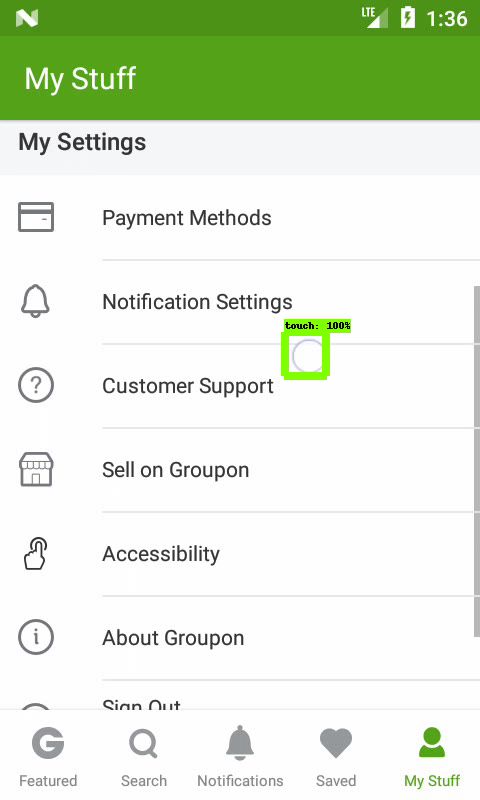 LTE 1:36
My Stuff
My Settings
Payment Methods
Notification Settings
touch: 100%
Customer Support
Sell on Groupon
Accessibility
About Groupon
Sign Out
Featured Search Notifications Saved My Stuff